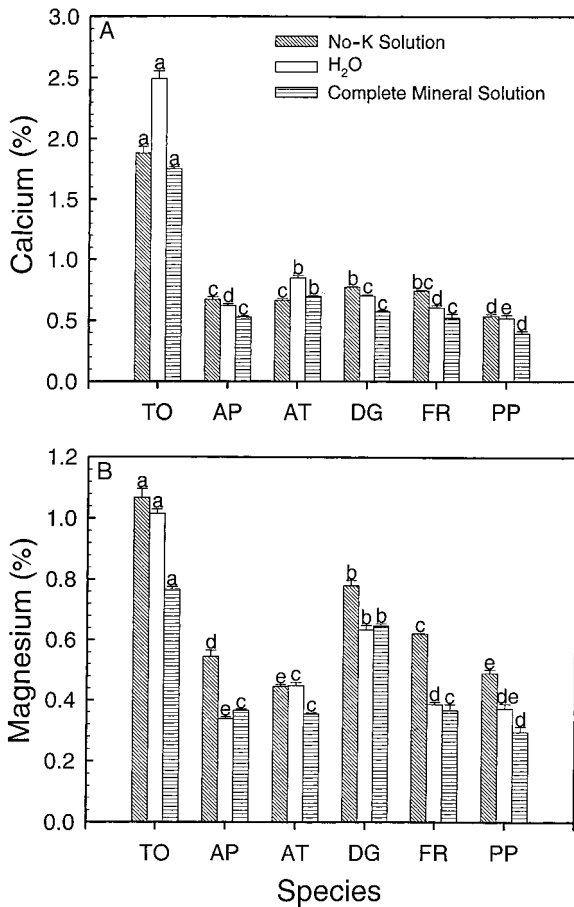 A
No-K Solution
H₂O
Complete Mineral Solution
Calcium (%)
3.0
2.5
2.0
1.5
1.0
0.5
0.0
a a a
c d c
b b c
b c c
bc d c
d e d
TO AP AT DG FR PP
B
Magnesium (%)
1.2
1.0
0.8
0.6
0.4
0.2
0.0
a a a
d e c
e c c
b b b
c d c
e de d
TO AP AT DG FR PP
Species